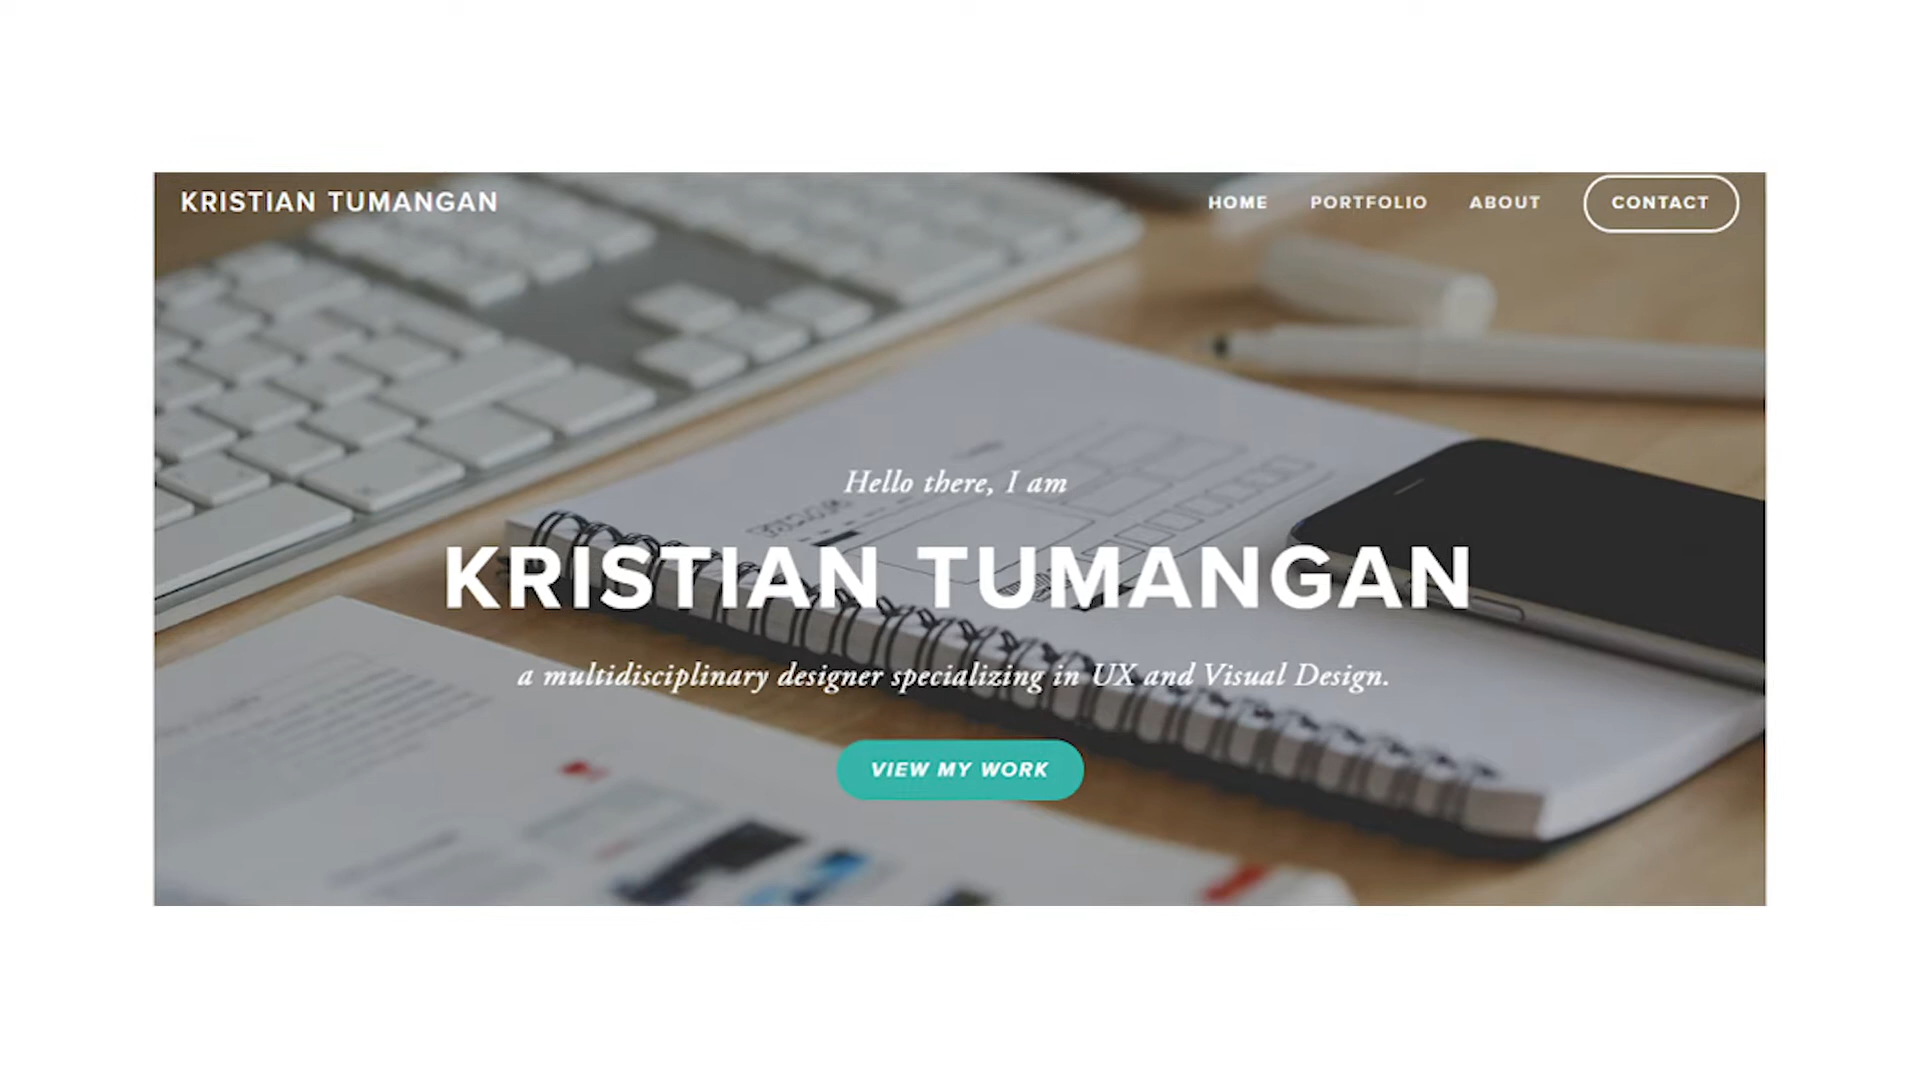 KRISTIAN TUMANGAN
HOME PORTFOLIO ABOUT CONTACT
Hello there, I am
KRISTIAN TUMANGAN
a multidisciplinary designer specializing in UX and Visual Design.
VIEW MY WORK